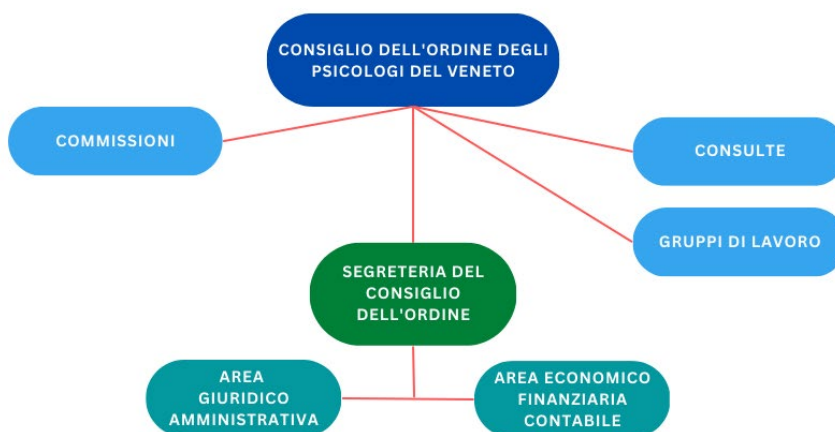 CONSIGLIO DELL'ORDINE DEGLI
PSICOLOGI DEL VENETO
COMMISSIONI
CONSULTE
GRUPPI DI LAVORO
SEGRETERIA DEL
CONSIGLIO
DELL'ORDINE
AREA
GIURIDICO
AMMINISTRATIVA
AREA ECONOMICO
FINANZIARIA
CONTABILE